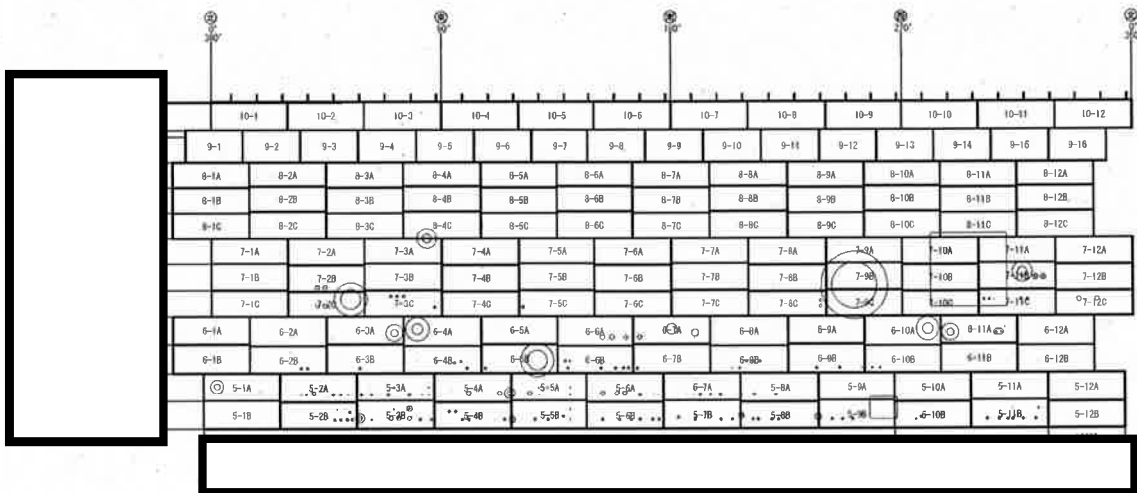 0° 90° 180° 270° 0°
10-1 10-2 10-3 10-4 10-5 10-6 10-7 10-8 10-9 10-10 10-11 10-12
9-1 9-2 9-3 9-4 9-5 9-6 9-7 9-8 9-9 9-10 9-11 9-12 9-13 9-14 9-15 9-16
8-1A 8-2A 8-3A 8-4A 8-5A 8-6A 8-7A 8-8A 8-9A 8-10A 8-11A 8-12A
8-1B 8-2B 8-3B 8-4B 8-5B 8-6B 8-7B 8-8B 8-9B 8-10B 8-11B 8-12B
8-1C 8-2C 8-3C 8-4C 8-5C 8-6C 8-7C 8-8C 8-9C 8-10C 8-11C 8-12C
7-1A 7-2A 7-3A 7-4A 7-5A 7-6A 7-7A 7-8A 7-9A 7-10A 7-11A 7-12A
7-1B 7-2B 7-3B 7-4B 7-5B 7-6B 7-7B 7-8B 7-9B 7-10B 7-11B 7-12B
7-1C 7-2C 7-3C 7-4C 7-5C 7-6C 7-7C 7-8C 7-9C 7-10C 7-11C 7-12C
6-1A 6-2A 6-3A 6-4A 6-5A 6-6A 6-8A 6-9A 6-10A 6-11A 6-12A
6-1B 6-2B 6-3B 6-4B 6-5B 6-6B 6-7B 6-8B 6-9B 6-10B 6-11B 6-12B
5-1A 5-2A 5-3A 5-4A 5-5A 5-6A 5-8A 5-9A 5-10A 5-11A 5-12A
5-1B 5-2B 5-3B 5-4B 5-5B 5-6B 5-7B 5-8B 5-9B 5-10B 5-11B 5-12B